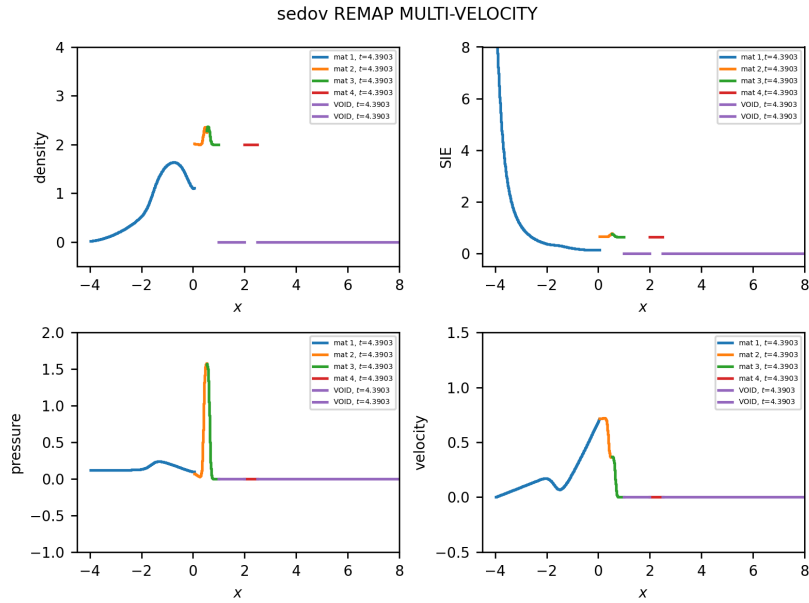 sedov REMAP MULTI-VELOCITY
4
3
2
1
0
density
mat 1, t=4.3903
mat 2, t=4.3903
mat 3, t=4.3903
mat 4, t=4.3903
VOID, t=4.3903
VOID, t=4.3903
−4 −2 0 2 4 6 8
x
8
6
4
2
0
SIE
mat 1,t=4.3903
mat 2,t=4.3903
mat 3,t=4.3903
mat 4,t=4.3903
VOID, t=4.3903
VOID, t=4.3903
−4 −2 0 2 4 6 8
x
2.0
1.5
1.0
0.5
0.0
−0.5
−1.0
pressure
mat 1, t=4.3903
mat 2, t=4.3903
mat 3, t=4.3903
mat 4, t=4.3903
VOID, t=4.3903
VOID, t=4.3903
−4 −2 0 2 4 6 8
x
1.5
1.0
0.5
0.0
−0.5
velocity
mat 1, t=4.3903
mat 2, t=4.3903
mat 3, t=4.3903
mat 4, t=4.3903
VOID, t=4.3903
VOID, t=4.3903
−4 −2 0 2 4 6 8
x